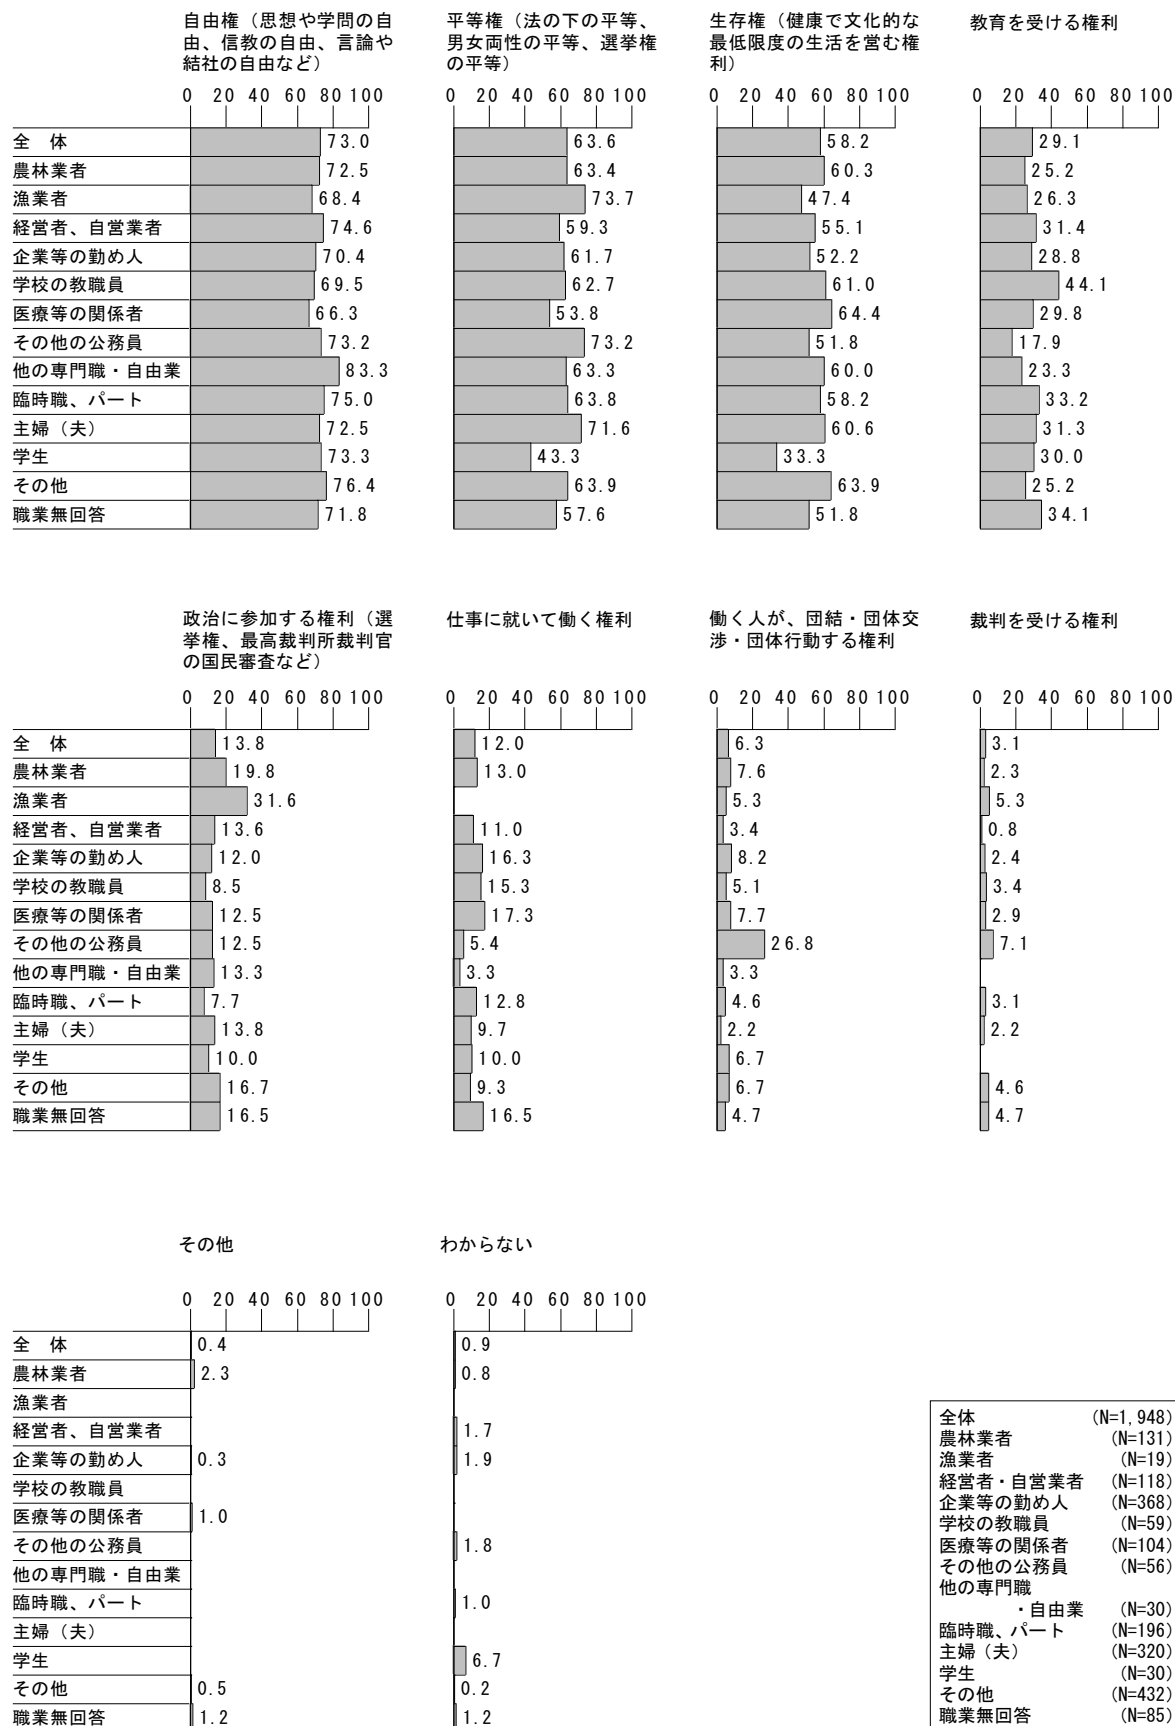 自由権（思想や学問の自
由、信教の自由、言論や
結社の自由など）
平等権（法の下の平等、
男女両性の平等、選挙権
の平等）
生存権（健康で文化的な
最低限度の生活を営む権
利）
教育を受ける権利
0 20 40 60 80 100 0 20 40 60 80 100 0 20 40 60 80 100 0 20 40 60 80 100
全 体 73.0 63.6 58.2 29.1
農林業者 72.5 63.4 60.3 25.2
漁業者 68.4 73.7 47.4 26.3
経営者、自営業者 74.6 59.3 55.1 31.4
企業等の勤め人 70.4 61.7 52.2 28.8
学校の教職員 69.5 62.7 61.0 44.1
医療等の関係者 66.3 53.8 64.4 29.8
その他の公務員 73.2 73.2 51.8 17.9
他の専門職・自由業 83.3 63.3 60.0 23.3
臨時職、パート 75.0 63.8 58.2 33.2
主婦（夫） 72.5 71.6 60.6 31.3
学生 73.3 43.3 33.3 30.0
その他 76.4 63.9 63.9 25.2
職業無回答 71.8 57.6 51.8 34.1
政治に参加する権利（選
挙権、最高裁判所裁判官
の国民審査など）
仕事に就いて働く権利
働く人が、団結・団体交
渉・団体行動する権利
裁判を受ける権利
0 20 40 60 80 100 0 20 40 60 80 100 0 20 40 60 80 100 0 20 40 60 80 100
全 体 13.8 12.0 6.3 3.1
農林業者 19.8 13.0 7.6 2.3
漁業者 31.6 5.3 5.3
経営者、自営業者 13.6 11.0 3.4 0.8
企業等の勤め人 12.0 16.3 8.2 2.4
学校の教職員 8.5 15.3 5.1 3.4
医療等の関係者 12.5 17.3 7.7 2.9
その他の公務員 12.5 5.4 26.8 7.1
他の専門職・自由業 13.3 3.3 3.3
臨時職、パート 7.7 12.8 4.6 3.1
主婦（夫） 13.8 9.7 2.2 2.2
学生 10.0 10.0 6.7
その他 16.7 9.3 6.7 4.6
職業無回答 16.5 16.5 4.7 4.7
その他
わからない
0 20 40 60 80 100 0 20 40 60 80 100
全 体 0.4 0.9
農林業者 2.3 0.8
漁業者
経営者、自営業者 1.7
企業等の勤め人 0.3 1.9
学校の教職員
医療等の関係者 1.0
その他の公務員 1.8
他の専門職・自由業
臨時職、パート 1.0
主婦（夫）
学生 6.7
その他 0.5 0.2
職業無回答 1.2 1.2
全体 (N=1,948)
農林業者 (N=131)
漁業者 (N=19)
経営者・自営業者 (N=118)
企業等の勤め人 (N=368)
学校の教職員 (N=59)
医療等の関係者 (N=104)
その他の公務員 (N=56)
他の専門職
・自由業 (N=30)
臨時職、パート (N=196)
主婦（夫） (N=320)
学生 (N=30)
その他 (N=432)
職業無回答 (N=85)